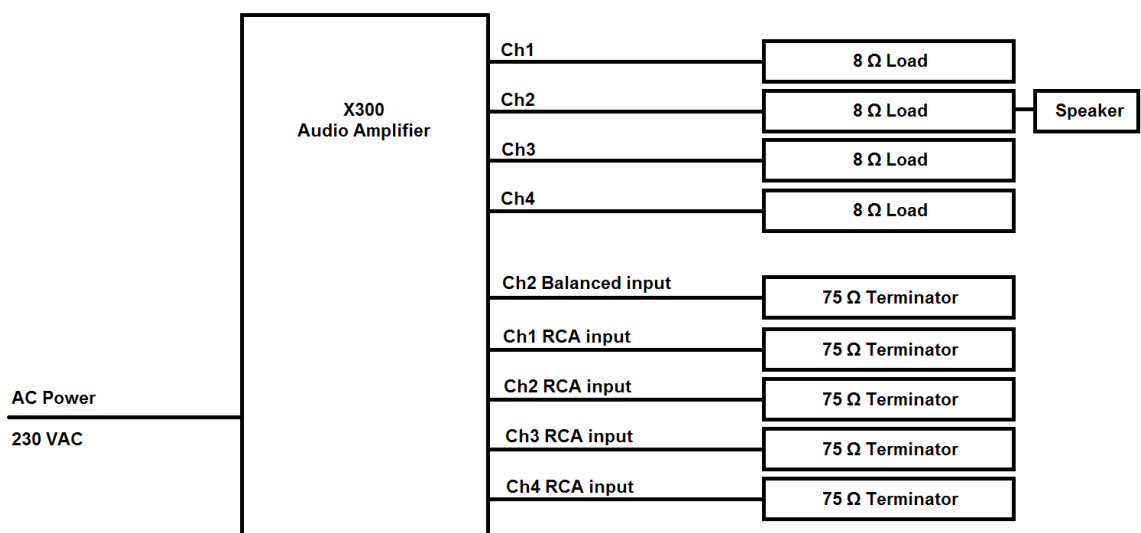 X300
Audio Amplifier
Ch1
8 Ω Load
Ch2
8 Ω Load
Speaker
Ch3
8 Ω Load
Ch4
8 Ω Load
Ch2 Balanced input
75 Ω Terminator
Ch1 RCA input
75 Ω Terminator
Ch2 RCA input
75 Ω Terminator
Ch3 RCA input
75 Ω Terminator
Ch4 RCA input
75 Ω Terminator
AC Power
230 VAC